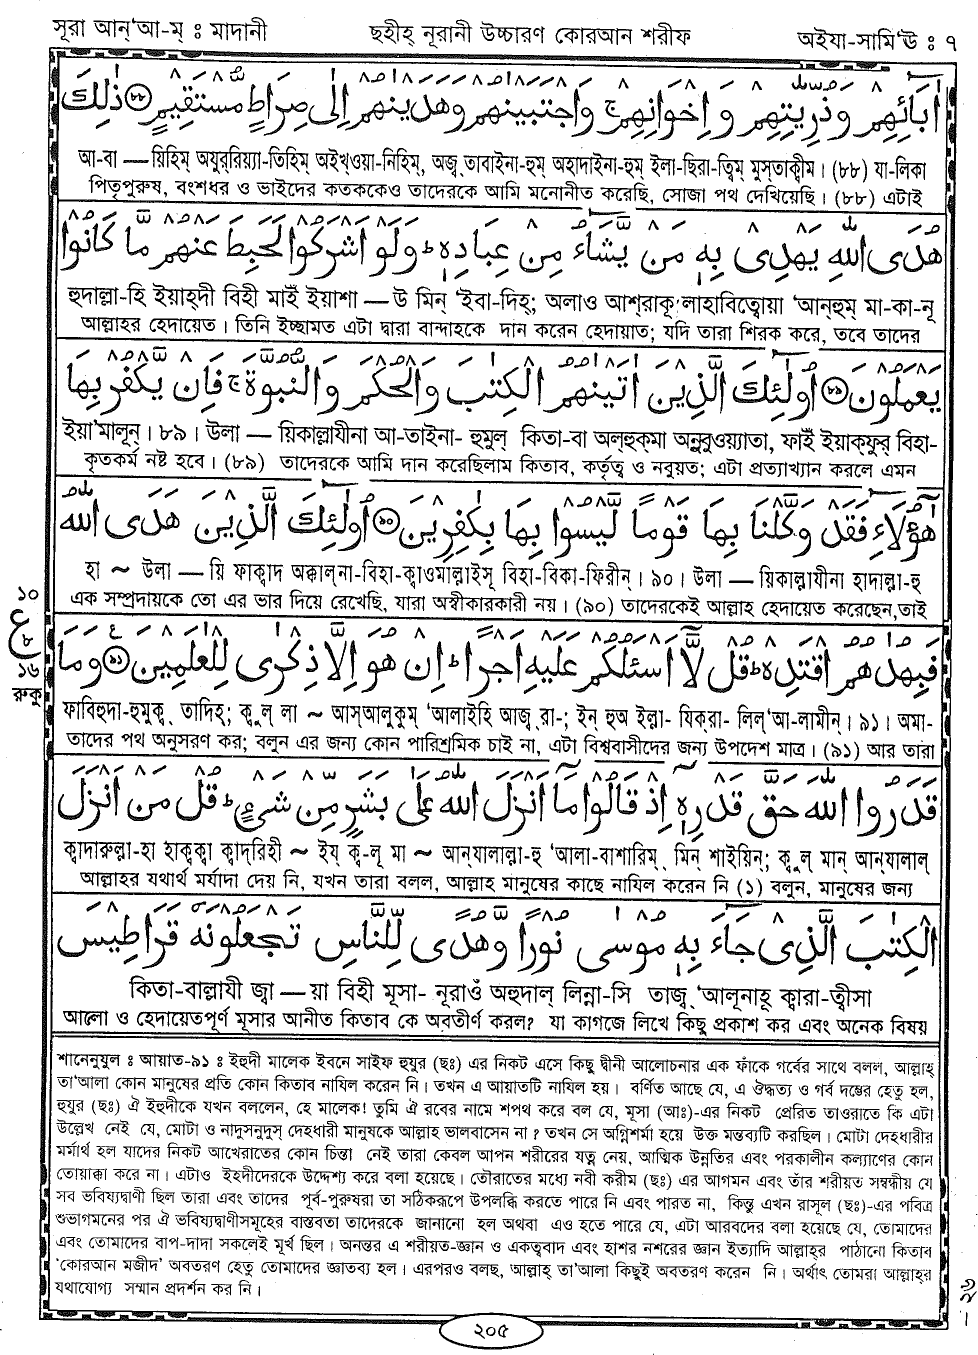 সূরা আন্‌'আ-ম্ ঃ মাদানী
ছহীহ্ নূরানী উচ্চারণ কোরআন শরীফ
অইযা-সামি'ঊ ঃ ৭
اٰبَآئِهِمْ وَذُرِّيّٰتِهِمْ وَاِخْوَانِهِمْ ۚ وَاجْتَبَيْنٰهُمْ وَهَدَيْنٰهُمْ اِلٰى صِرَاطٍ مُّسْتَقِيْمٍ ﴿٨٨﴾ ذٰلِكَ
আ-বা — য়িহিম্ অযুর্‌রিয়্যা-তিহিম্ অইখ্‌ওয়া-নিহিম্, অজ্‌ তাবাইনা-হুম্ অহাদাইনা-হুম্ ইলা-ছিরা-ত্বিম্ মুস্‌তাক্বীম। (৮৮) যা-লিকা
পিতৃপুরুষ, বংশধর ও ভাইদের কতককেও তাদেরকে আমি মনোনীত করেছি, সোজা পথ দেখিয়েছি। (৮৮) এটাই
هُدَى اللّٰهِ يَهْدِيْ بِهٖ مَنْ يَّشَآءُ مِنْ عِبَادِهٖ ؕ وَلَوْ اَشْرَكُوْا لَحَبِطَ عَنْهُمْ مَّا كَانُوْا
হুদাল্লা-হি ইয়াহ্‌দী বিহী মাইঁ ইয়াশা — উ মিন্ 'ইবা-দিহ্; অলাও আশ্‌রাকূ লাহাবিত্বোয়া 'আন্‌হুম্ মা-কা-নূ
আল্লাহর হেদায়েত। তিনি ইচ্ছামত এটা দ্বারা বান্দাহকে দান করেন হেদায়াত; যদি তারা শিরক করে, তবে তাদের
يَعْمَلُوْنَ ﴿٨٩﴾ اُولٰٓئِكَ الَّذِيْنَ اٰتَيْنٰهُمُ الْكِتٰبَ وَالْحُكْمَ وَالنُّبُوَّةَ ۚ فَاِنْ يَّكْفُرْ بِهَا
ইয়া'মালূন্। ৮৯। উলা — য়িকাল্লাযীনা আ-তাইনা- হুমুল্ কিতা-বা অল্‌হুক্‌মা অন্নুবুওয়্যাতা, ফাইঁ ইয়াক্‌ফুর্ বিহা-
কৃতকর্ম নষ্ট হবে। (৮৯) তাদেরকে আমি দান করেছিলাম কিতাব, কর্তৃত্ব ও নবুয়ত; এটা প্রত্যাখ্যান করলে এমন
هٰٓؤُلَآءِ فَقَدْ وَكَّلْنَا بِهَا قَوْمًا لَّيْسُوْا بِهَا بِكٰفِرِيْنَ ﴿٩٠﴾ اُولٰٓئِكَ الَّذِيْنَ هَدَى اللّٰهُ
হা ~ উলা — য়ি ফাক্বাদ্ অক্কাল্‌না-বিহা-ক্বাওমাল্লাইসূ বিহা-বিকা-ফিরীন্। ৯০। উলা — য়িকাল্লাযীনা হাদাল্লা-হু
এক সম্প্রদায়কে তো এর ভার দিয়ে রেখেছি, যারা অস্বীকারকারী নয়। (৯০) তাদেরকেই আল্লাহ হেদায়েত করেছেন,তাই
১০
ع
৮
১৬
রুকু
فَبِهُدٰىهُمُ اقْتَدِهْ ؕ قُلْ لَّآ اَسْئَلُكُمْ عَلَيْهِ اَجْرًا ؕ اِنْ هُوَ اِلَّا ذِكْرٰى لِلْعٰلَمِيْنَ ﴿٩١﴾ وَمَا
ফাবিহুদা-হুমুক্ব্ তাদিহ্; ক্বুল্ লা ~ আস্‌আলুকুম্ 'আলাইহি আজ্ রা-; ইন্ হুঅ ইল্লা- যিক্‌রা- লিল্'আ-লামীন্। ৯১। অমা-
তাদের পথ অনুসরণ কর; বলুন এর জন্য কোন পারিশ্রমিক চাই না, এটা বিশ্ববাসীদের জন্য উপদেশ মাত্র। (৯১) আর তারা
قَدَرُوا اللّٰهَ حَقَّ قَدْرِهٖٓ اِذْ قَالُوْا مَآ اَنْزَلَ اللّٰهُ عَلٰى بَشَرٍ مِّنْ شَيْءٍ ؕ قُلْ مَنْ اَنْزَلَ
ক্বাদারুল্লা-হা হাক্ব্‌ক্বা ক্বাদ্‌রিহী ~ ইয্ ক্ব-লূ মা ~ আন্‌যালাল্লা-হু 'আলা-বাশারিম্ মিন্ শাইয়িন্; ক্বুল্ মান্ আন্‌যালাল্
আল্লাহর যথার্থ মর্যাদা দেয় নি, যখন তারা বলল, আল্লাহ মানুষের কাছে নাযিল করেন নি (১) বলুন, মানুষের জন্য
الْكِتٰبَ الَّذِيْ جَآءَ بِهٖ مُوْسٰى نُوْرًا وَّهُدًى لِّلنَّاسِ تَجْعَلُوْنَهٗ قَرَاطِيْسَ
কিতা-বাল্লাযী জ্বা — য়া বিহী মূসা- নূরাওঁ অহুদাল্ লিন্না-সি তাজ্ব্'আলূনাহূ ক্বারা-ত্বীসা
আলো ও হেদায়েতপূর্ণ মূসার আনীত কিতাব কে অবতীর্ণ করল? যা কাগজে লিখে কিছু প্রকাশ কর এবং অনেক বিষয়
শানেনুযুল ঃ আয়াত-৯১ ঃ ইহুদী মালেক ইবনে সাইফ হুযুর (ছঃ) এর নিকট এসে কিছু দ্বীনী আলোচনার এক ফাঁকে গর্বের সাথে বলল, আল্লাহ্
তা'আলা কোন মানুষের প্রতি কোন কিতাব নাযিল করেন নি। তখন এ আয়াতটি নাযিল হয়। বর্ণিত আছে যে, এ ঔদ্ধত্য ও গর্ব দম্ভের হেতু হল,
হুযুর (ছঃ) ঐ ইহুদীকে যখন বললেন, হে মালেক! তুমি ঐ রবের নামে শপথ করে বল যে, মূসা (আঃ)-এর নিকট প্রেরিত তাওরাতে কি এটা
উল্লেখ নেই যে, মোটা ও নাদুসনুদুস্ দেহধারী মানুষকে আল্লাহ ভালবাসেন না? তখন সে অগ্নিশর্মা হয়ে উক্ত মন্তব্যটি করছিল। মোটা দেহধারীর
মর্মার্থ হল যাদের নিকট আখেরাতের কোন চিন্তা নেই তারা কেবল আপন শরীরের যত্ন নেয়, আত্মিক উন্নতির এবং পরকালীন কল্যাণের কোন
তোয়াক্কা করে না। এটাও ইহদীদেরকে উদ্দেশ্য করে বলা হয়েছে। তৌরাতের মধ্যে নবী করীম (ছঃ) এর আগমন এবং তাঁর শরীয়ত সম্বন্ধীয় যে
সব ভবিষ্যদ্বাণী ছিল তারা এবং তাদের পূর্ব-পুরুষরা তা সঠিকরূপে উপলব্ধি করতে পারে নি এবং পারত না, কিন্তু এখন রাসূল (ছঃ)-এর পবিত্র
শুভাগমনের পর ঐ ভবিষ্যদ্বাণীসমূহের বাস্তবতা তাদেরকে জানানো হল অথবা এও হতে পারে যে, এটা আরবদের বলা হয়েছে যে, তোমাদের
এবং তোমাদের বাপ-দাদা সকলেই মূর্খ ছিল। অনন্তর এ শরীয়ত-জ্ঞান ও একত্ববাদ এবং হাশর নশরের জ্ঞান ইত্যাদি আল্লাহ্‌র পাঠানো কিতাব
'কোরআন মজীদ' অবতরণ হেতু তোমাদের জ্ঞাতব্য হল। এরপরও বলছ, আল্লাহ্ তা'আলা কিছুই অবতরণ করেন নি। অর্থাৎ তোমরা আল্লাহ্‌র
যথাযোগ্য সম্মান প্রদর্শন কর নি।
২০৫